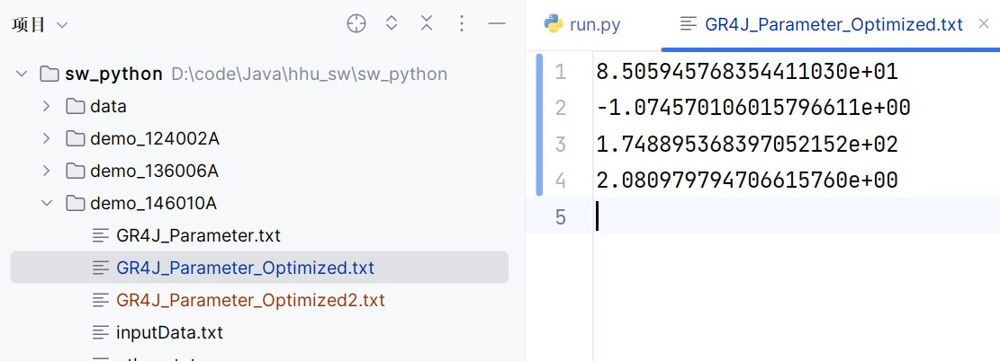 项目
sw_python D:\code\Java\hhu_sw\sw_python
data
demo_124002A
demo_136006A
demo_146010A
GR4J_Parameter.txt
GR4J_Parameter_Optimized.txt
GR4J_Parameter_Optimized2.txt
inputData.txt
run.py GR4J_Parameter_Optimized.txt
1 8.505945768354411030e+01
2 -1.074570106015796611e+00
3 1.748895368397052152e+02
4 2.080979794706615760e+00
5